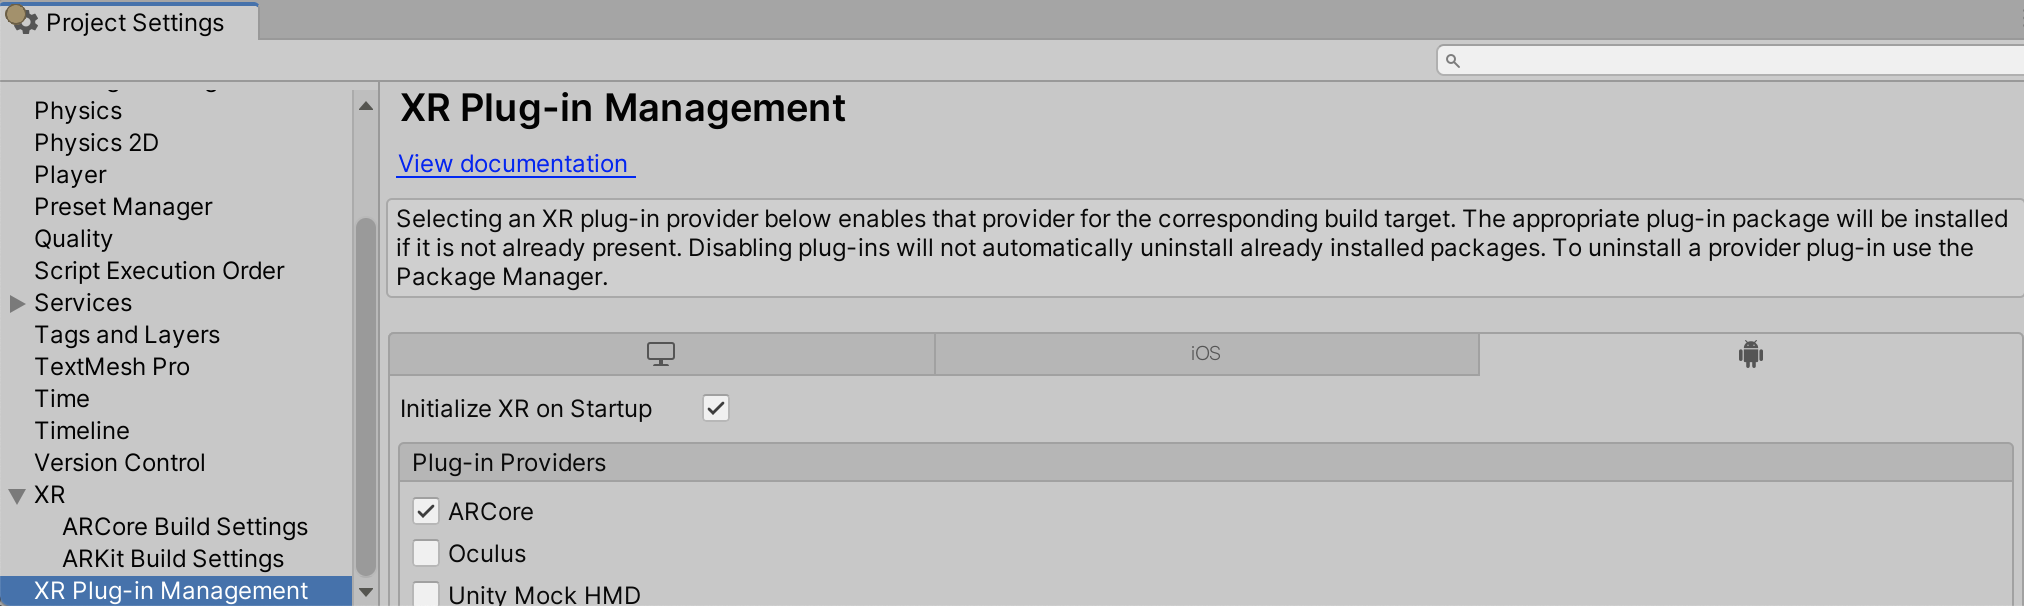 Project Settings
Physics
Physics 2D
Player
Preset Manager
Quality
Script Execution Order
Services
Tags and Layers
TextMesh Pro
Time
Timeline
Version Control
XR
ARCore Build Settings
ARKit Build Settings
XR Plug-in Management
XR Plug-in Management
View documentation
Selecting an XR plug-in provider below enables that provider for the corresponding build target. The appropriate plug-in package will be installed
if it is not already present. Disabling plug-ins will not automatically uninstall already installed packages. To uninstall a provider plug-in use the
Package Manager.
iOS
Initialize XR on Startup
Plug-in Providers
ARCore
Oculus
Unity Mock HMD